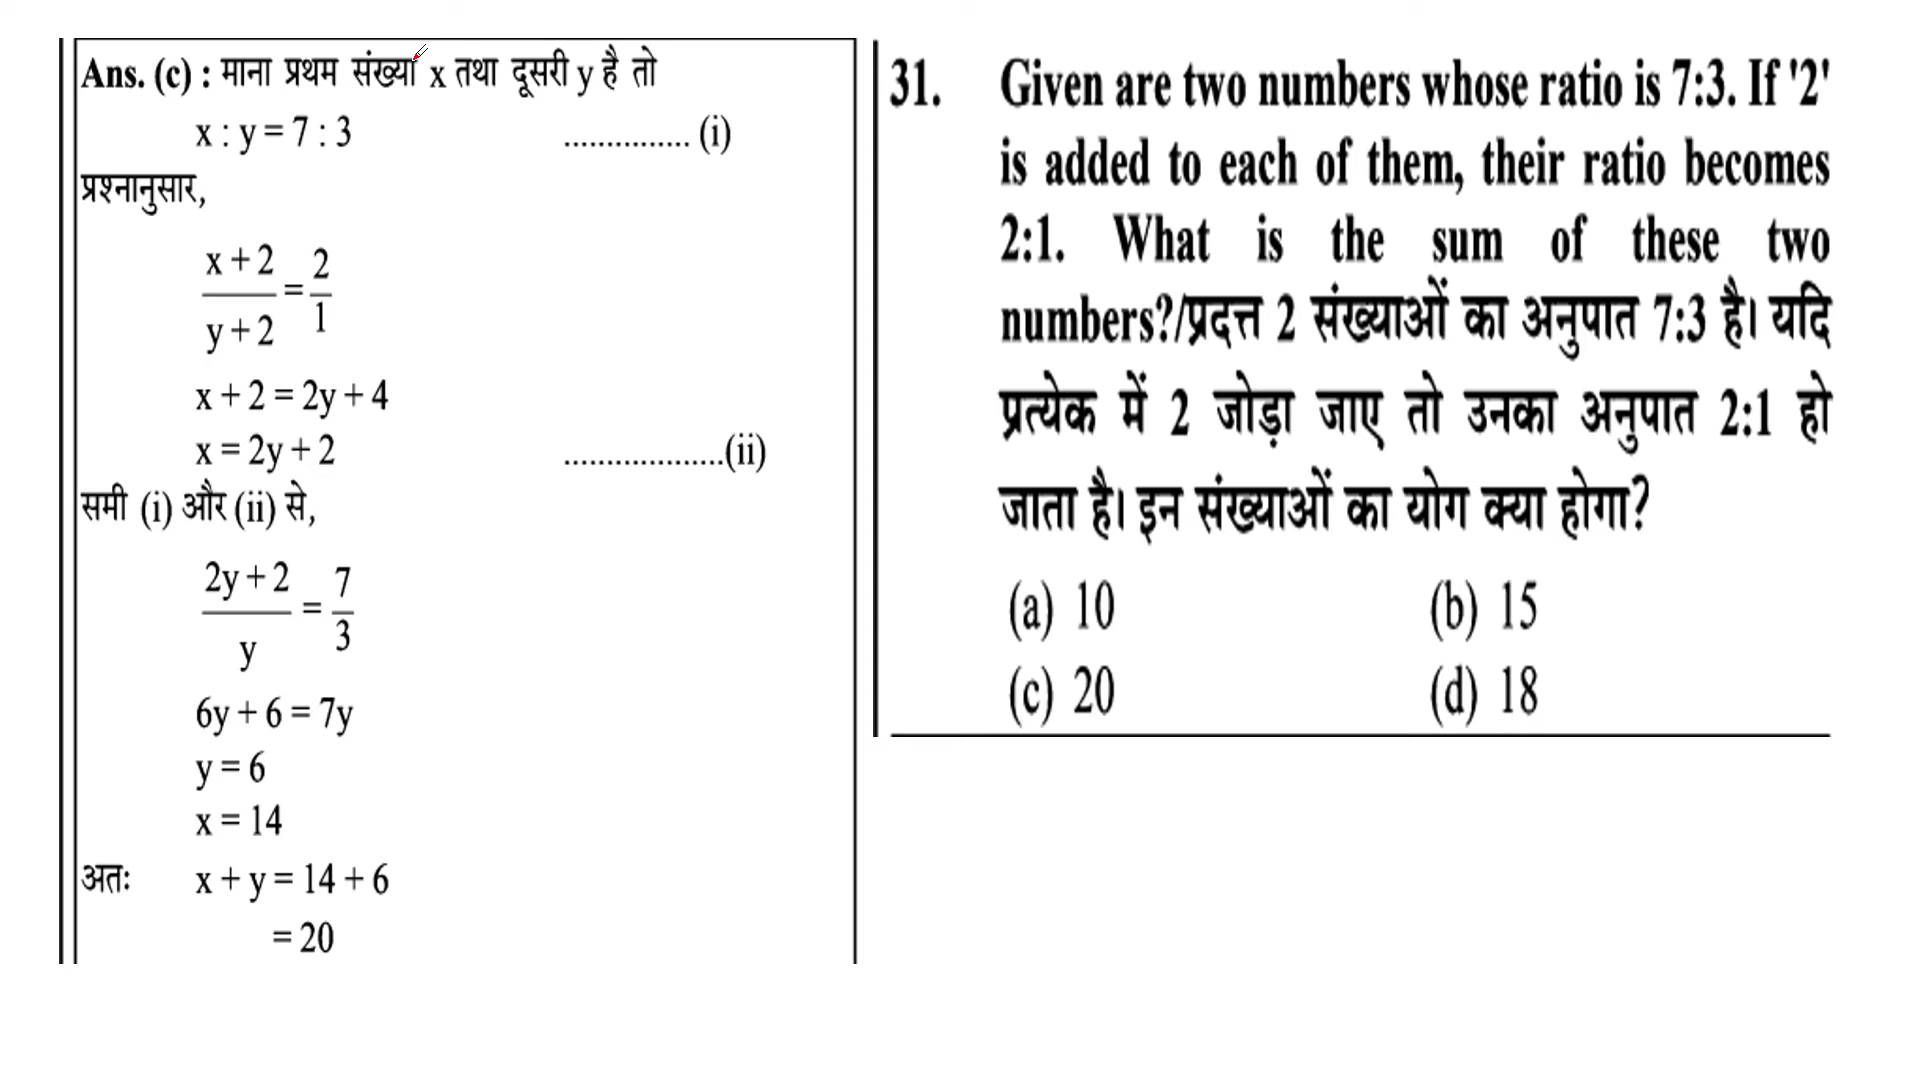 Ans. (c) : माना प्रथम संख्या x तथा दूसरी y है तो
x : y = 7 : 3 ............... (i)
प्रश्नानुसार,
x + 2
y + 2
=
2
1
x + 2 = 2y + 4
x = 2y + 2 ...................(ii)
समी (i) और (ii) से,
2y + 2
y
=
7
3
6y + 6 = 7y
y = 6
x = 14
अतः x + y = 14 + 6
= 20
31. Given are two numbers whose ratio is 7:3. If '2'
is added to each of them, their ratio becomes
2:1. What is the sum of these two
numbers?/प्रदत्त 2 संख्याओं का अनुपात 7:3 है। यदि
प्रत्येक में 2 जोड़ा जाए तो उनका अनुपात 2:1 हो
जाता है। इन संख्याओं का योग क्या होगा?
(a) 10 (b) 15
(c) 20 (d) 18